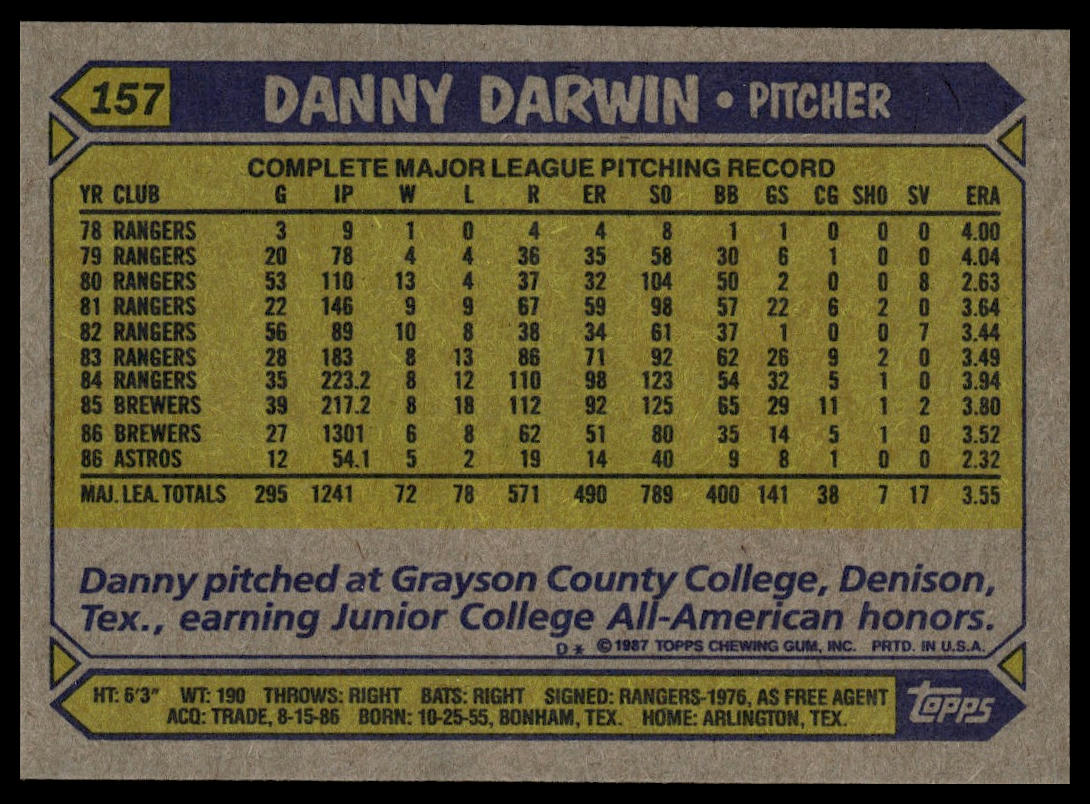 157 DANNY DARWIN • PITCHER
COMPLETE MAJOR LEAGUE PITCHING RECORD
YR CLUB G IP W L R ER SO BB GS CG SHO SV ERA
78 RANGERS 3 9 1 0 4 4 8 1 1 0 0 0 4.00
79 RANGERS 20 78 4 4 36 35 58 30 6 1 0 0 4.04
80 RANGERS 53 110 13 4 37 32 104 50 2 0 0 8 2.63
81 RANGERS 22 146 9 9 67 59 98 57 22 6 2 0 3.64
82 RANGERS 56 89 10 8 38 34 61 37 1 0 0 7 3.44
83 RANGERS 28 183 8 13 86 71 92 62 26 9 2 0 3.49
84 RANGERS 35 223.2 8 12 110 98 123 54 32 5 1 0 3.94
85 BREWERS 39 217.2 8 18 112 92 125 65 29 11 1 2 3.80
86 BREWERS 27 1301 6 8 62 51 80 35 14 5 1 0 3.52
86 ASTROS 12 54.1 5 2 19 14 40 9 8 1 0 0 2.32
MAJ. LEA. TOTALS 295 1241 72 78 571 490 789 400 141 38 7 17 3.55
Danny pitched at Grayson County College, Denison,
Tex., earning Junior College All-American honors.
D* ©1987 TOPPS CHEWING GUM, INC. PRTD. IN U.S.A.
HT: 6'3" WT: 190 THROWS: RIGHT BATS: RIGHT SIGNED: RANGERS-1976, AS FREE AGENT
ACQ: TRADE, 8-15-86 BORN: 10-25-55, BONHAM, TEX. HOME: ARLINGTON, TEX.
topps